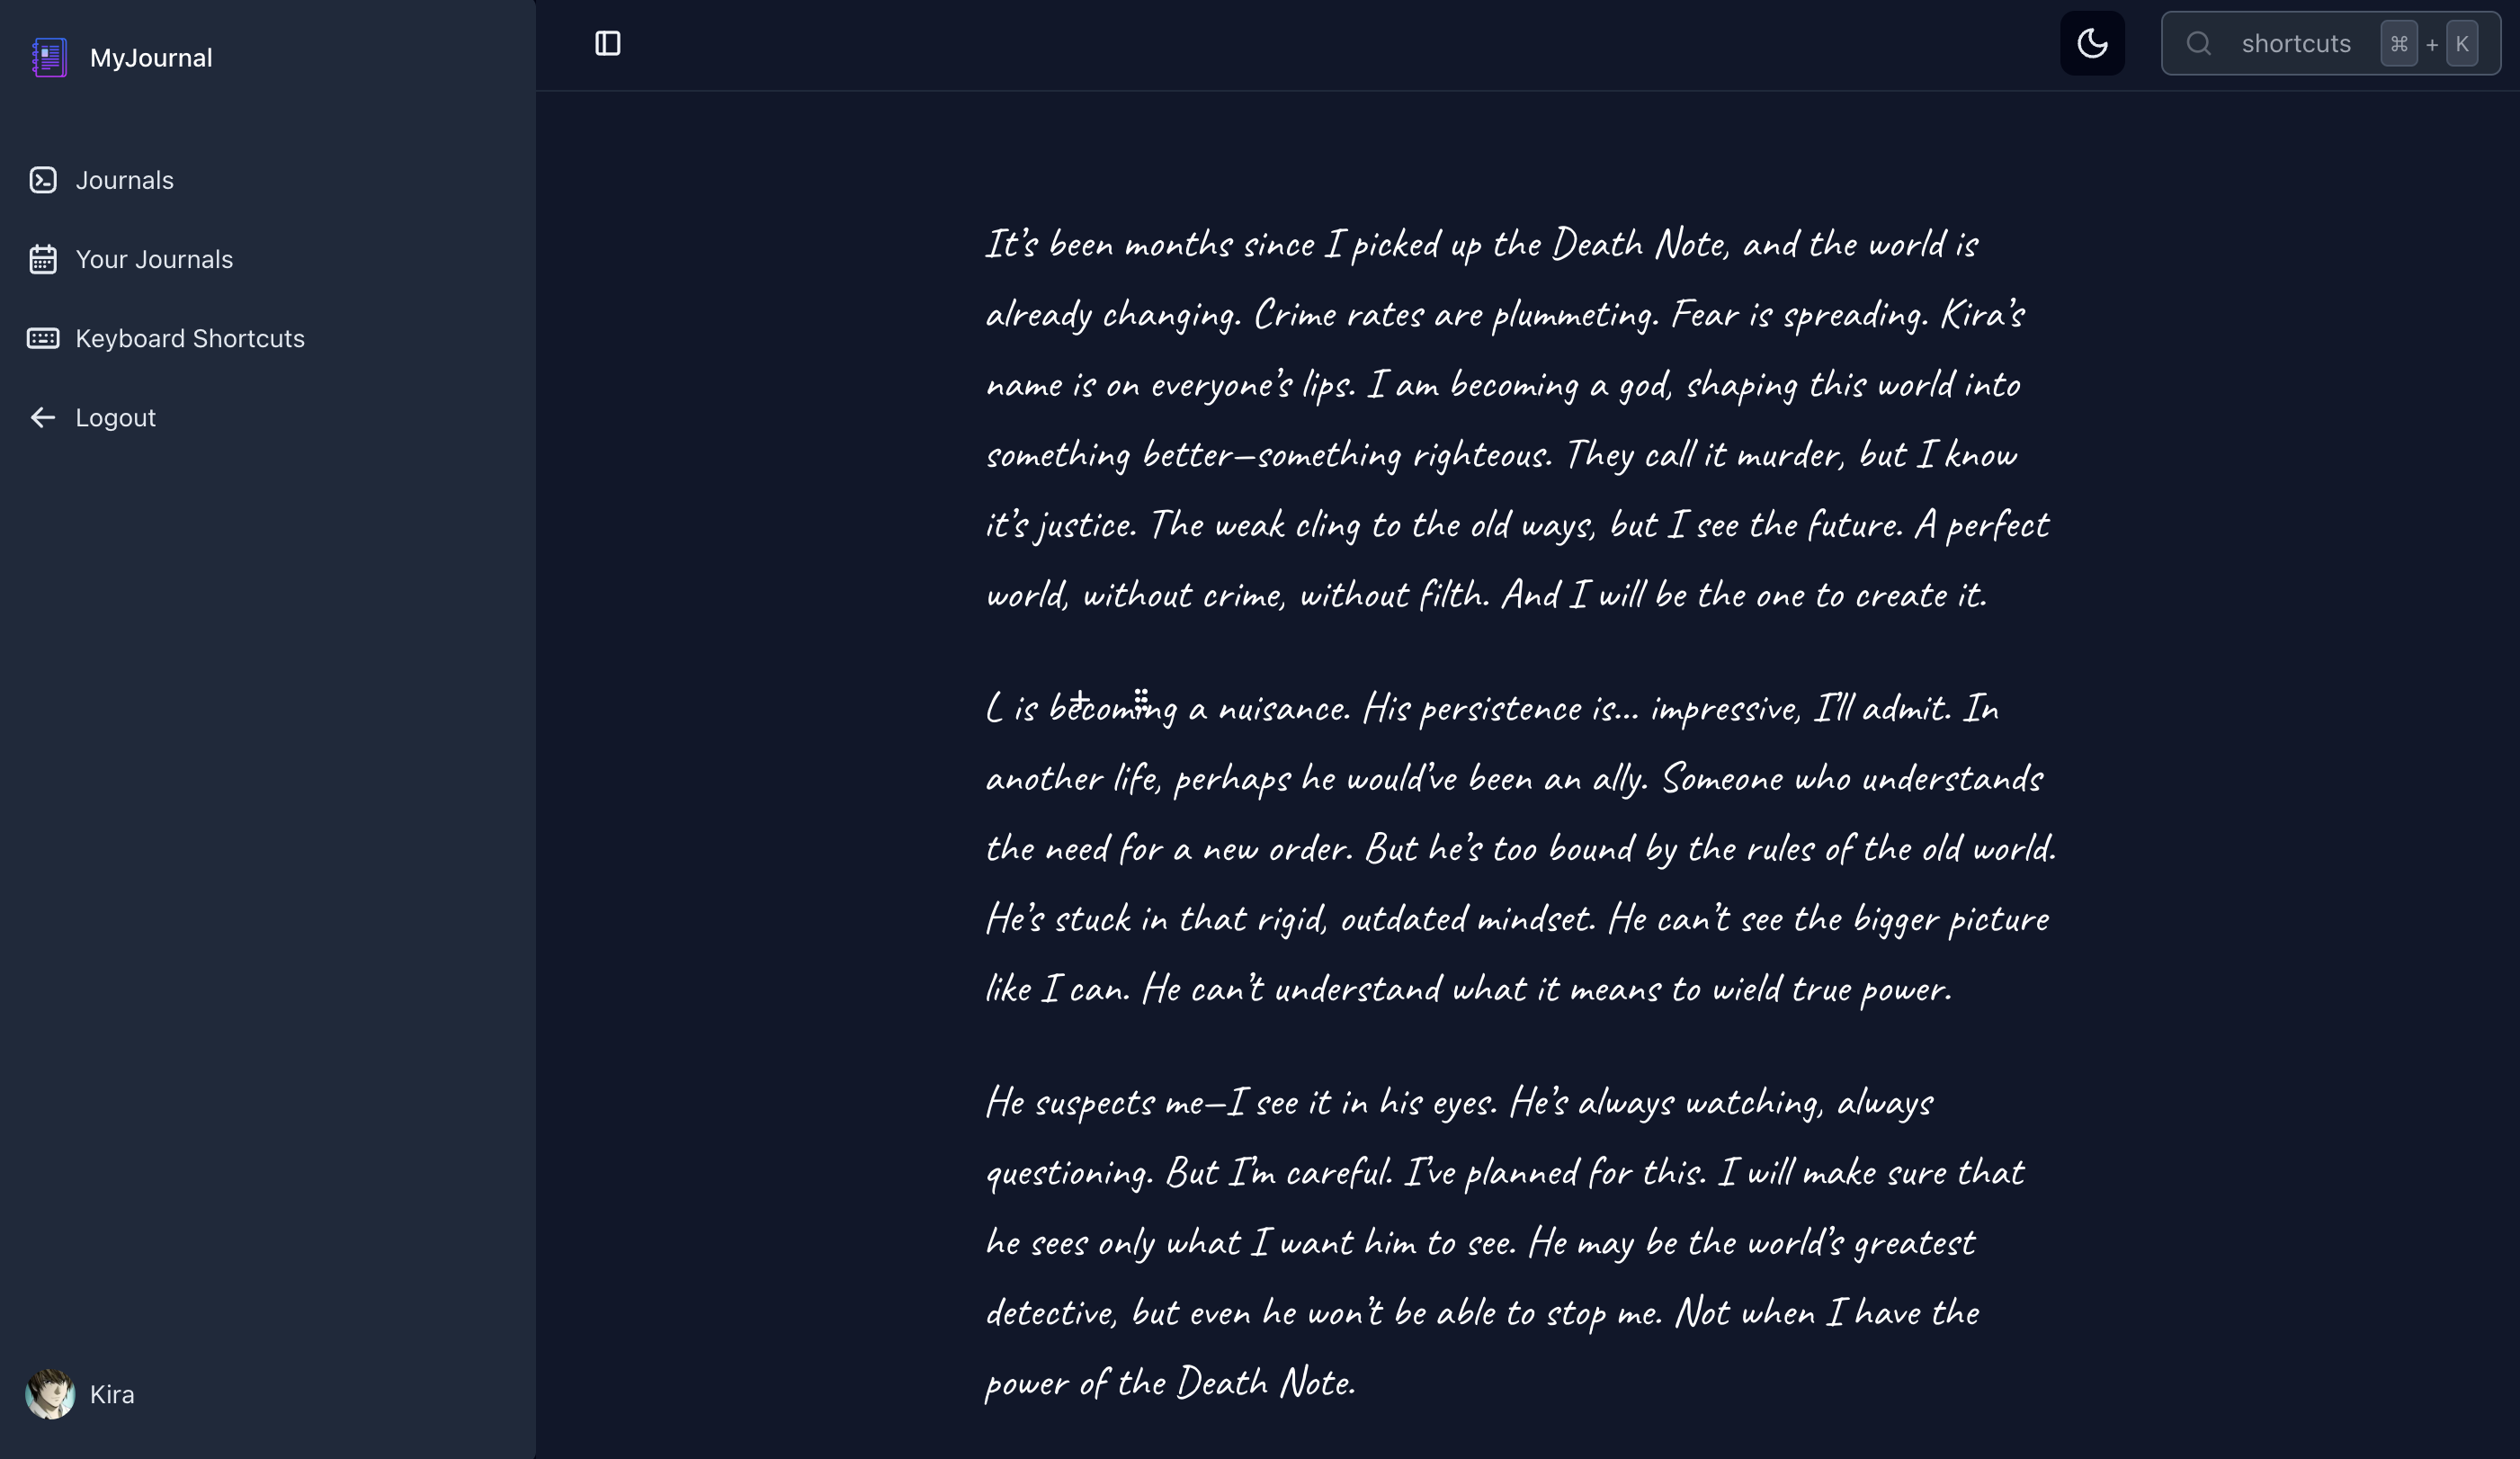 MyJournal
Journals
Your Journals
Keyboard Shortcuts
Logout
Kira
shortcuts ⌘ + K
It’s been months since I picked up the Death Note, and the world is
already changing. Crime rates are plummeting. Fear is spreading. Kira’s
name is on everyone’s lips. I am becoming a god, shaping this world into
something better—something righteous. They call it murder, but I know
it’s justice. The weak cling to the old ways, but I see the future. A perfect
world, without crime, without filth. And I will be the one to create it.
L is becoming a nuisance. His persistence is... impressive, I’ll admit. In
another life, perhaps he would’ve been an ally. Someone who understands
the need for a new order. But he’s too bound by the rules of the old world.
He’s stuck in that rigid, outdated mindset. He can’t see the bigger picture
like I can. He can’t understand what it means to wield true power.
He suspects me—I see it in his eyes. He’s always watching, always
questioning. But I’m careful. I’ve planned for this. I will make sure that
he sees only what I want him to see. He may be the world’s greatest
detective, but even he won’t be able to stop me. Not when I have the
power of the Death Note.